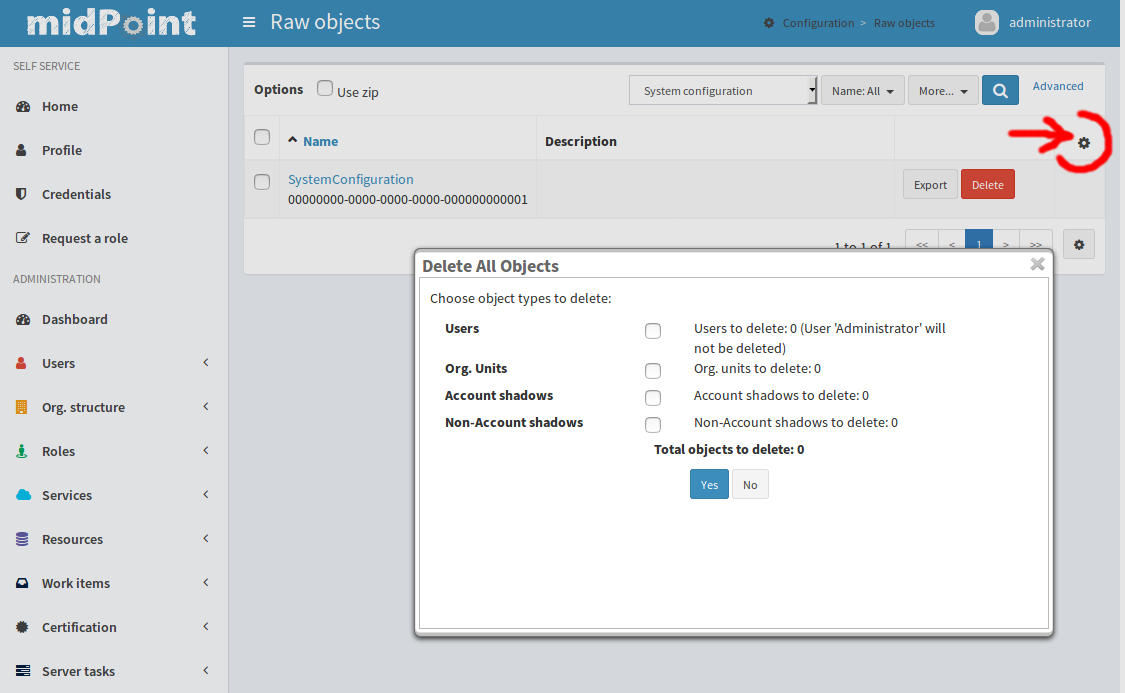 midPoint
Raw objects
Configuration > Raw objects
administrator
SELF SERVICE
Home
Profile
Credentials
Request a role
ADMINISTRATION
Dashboard
Users
Org. structure
Roles
Services
Resources
Work items
Certification
Server tasks
Options
Use zip
System configuration
Name: All
More...
Advanced
Name
Description
SystemConfiguration
00000000-0000-0000-0000-000000000001
Export
Delete
1 to 1 of 1
<< < 1 > >>
Delete All Objects
Choose object types to delete:
Users
Users to delete: 0 (User 'Administrator' will
not be deleted)
Org. Units
Org. units to delete: 0
Account shadows
Account shadows to delete: 0
Non-Account shadows
Non-Account shadows to delete: 0
Total objects to delete: 0
Yes
No